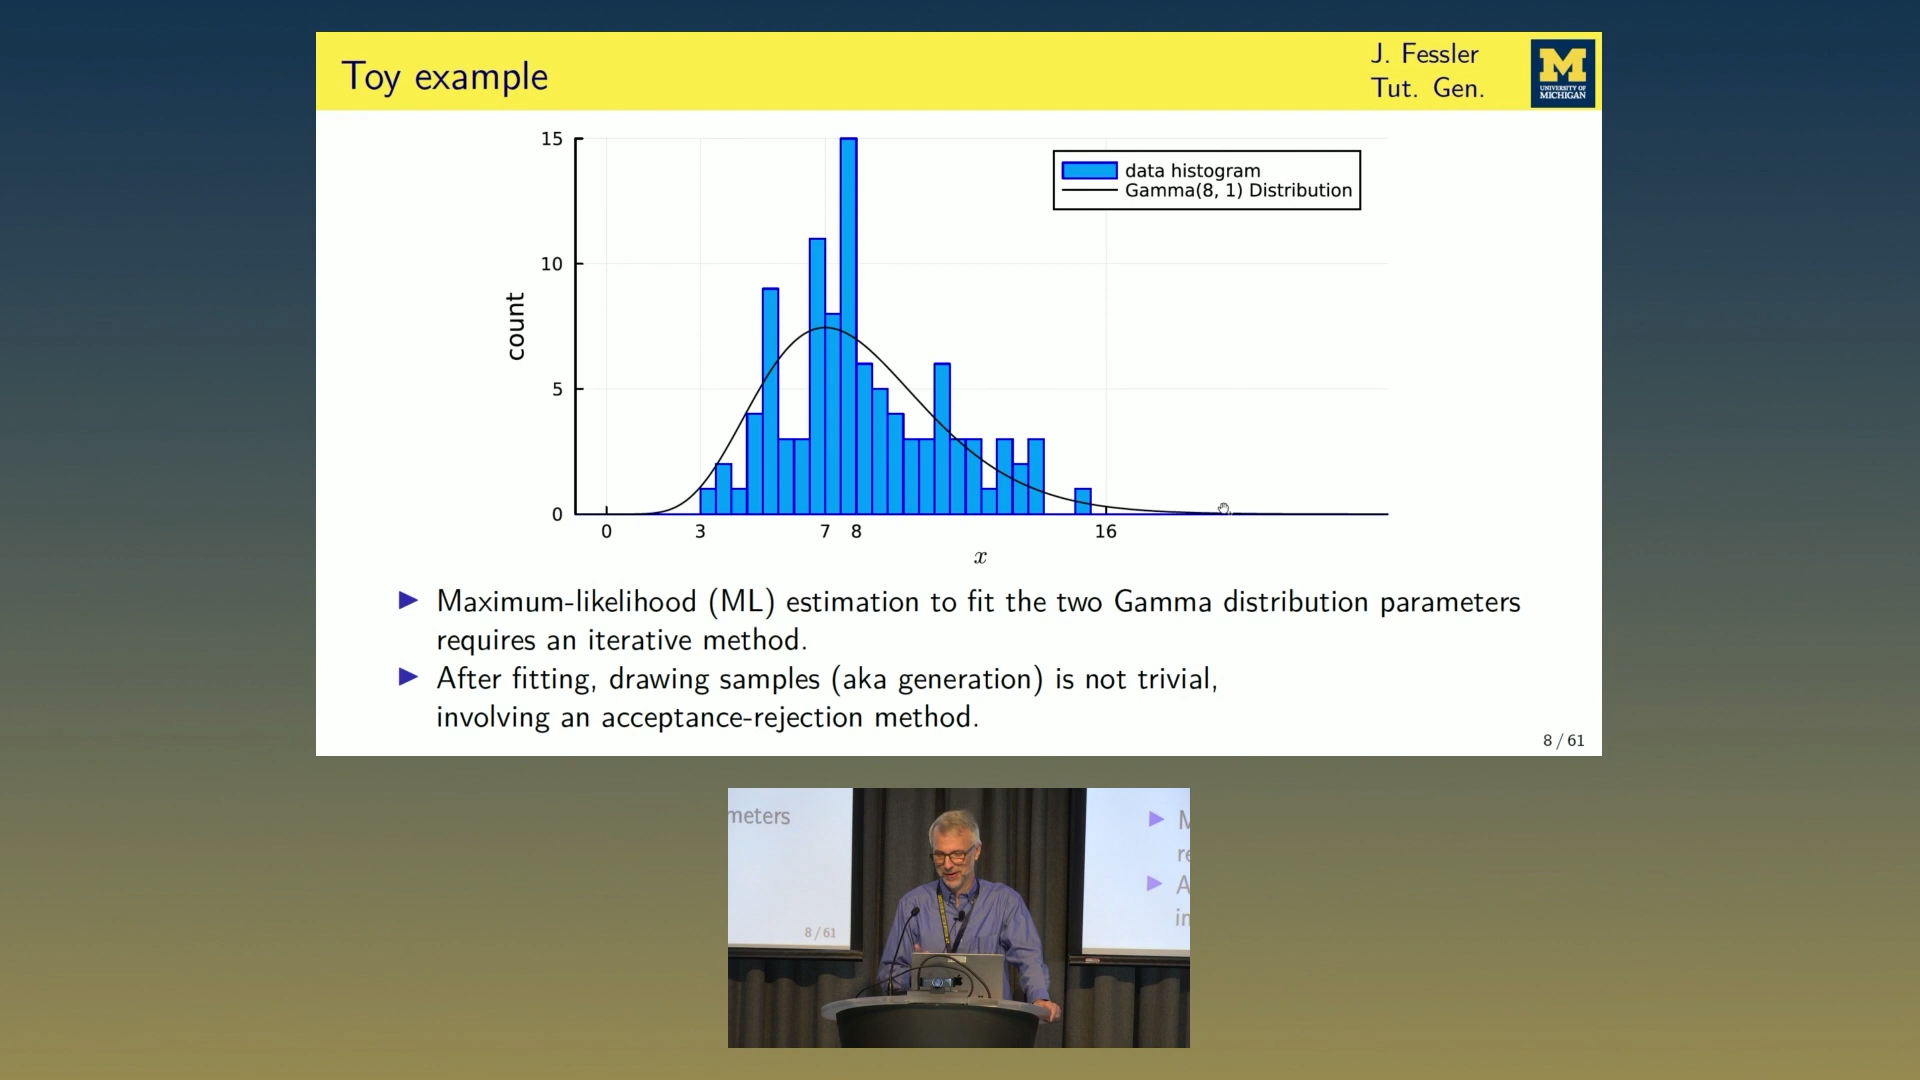 Toy example
J. Fessler
Tut. Gen.
M
UNIVERSITY OF
MICHIGAN
15
10
5
0
count
data histogram
Gamma(8, 1) Distribution
0 3 7 8 16
x
▶ Maximum-likelihood (ML) estimation to fit the two Gamma distribution parameters
requires an iterative method.
▶ After fitting, drawing samples (aka generation) is not trivial,
involving an acceptance-rejection method.
8 / 61
meters
8 / 61
▶ M
re
▶ A
in